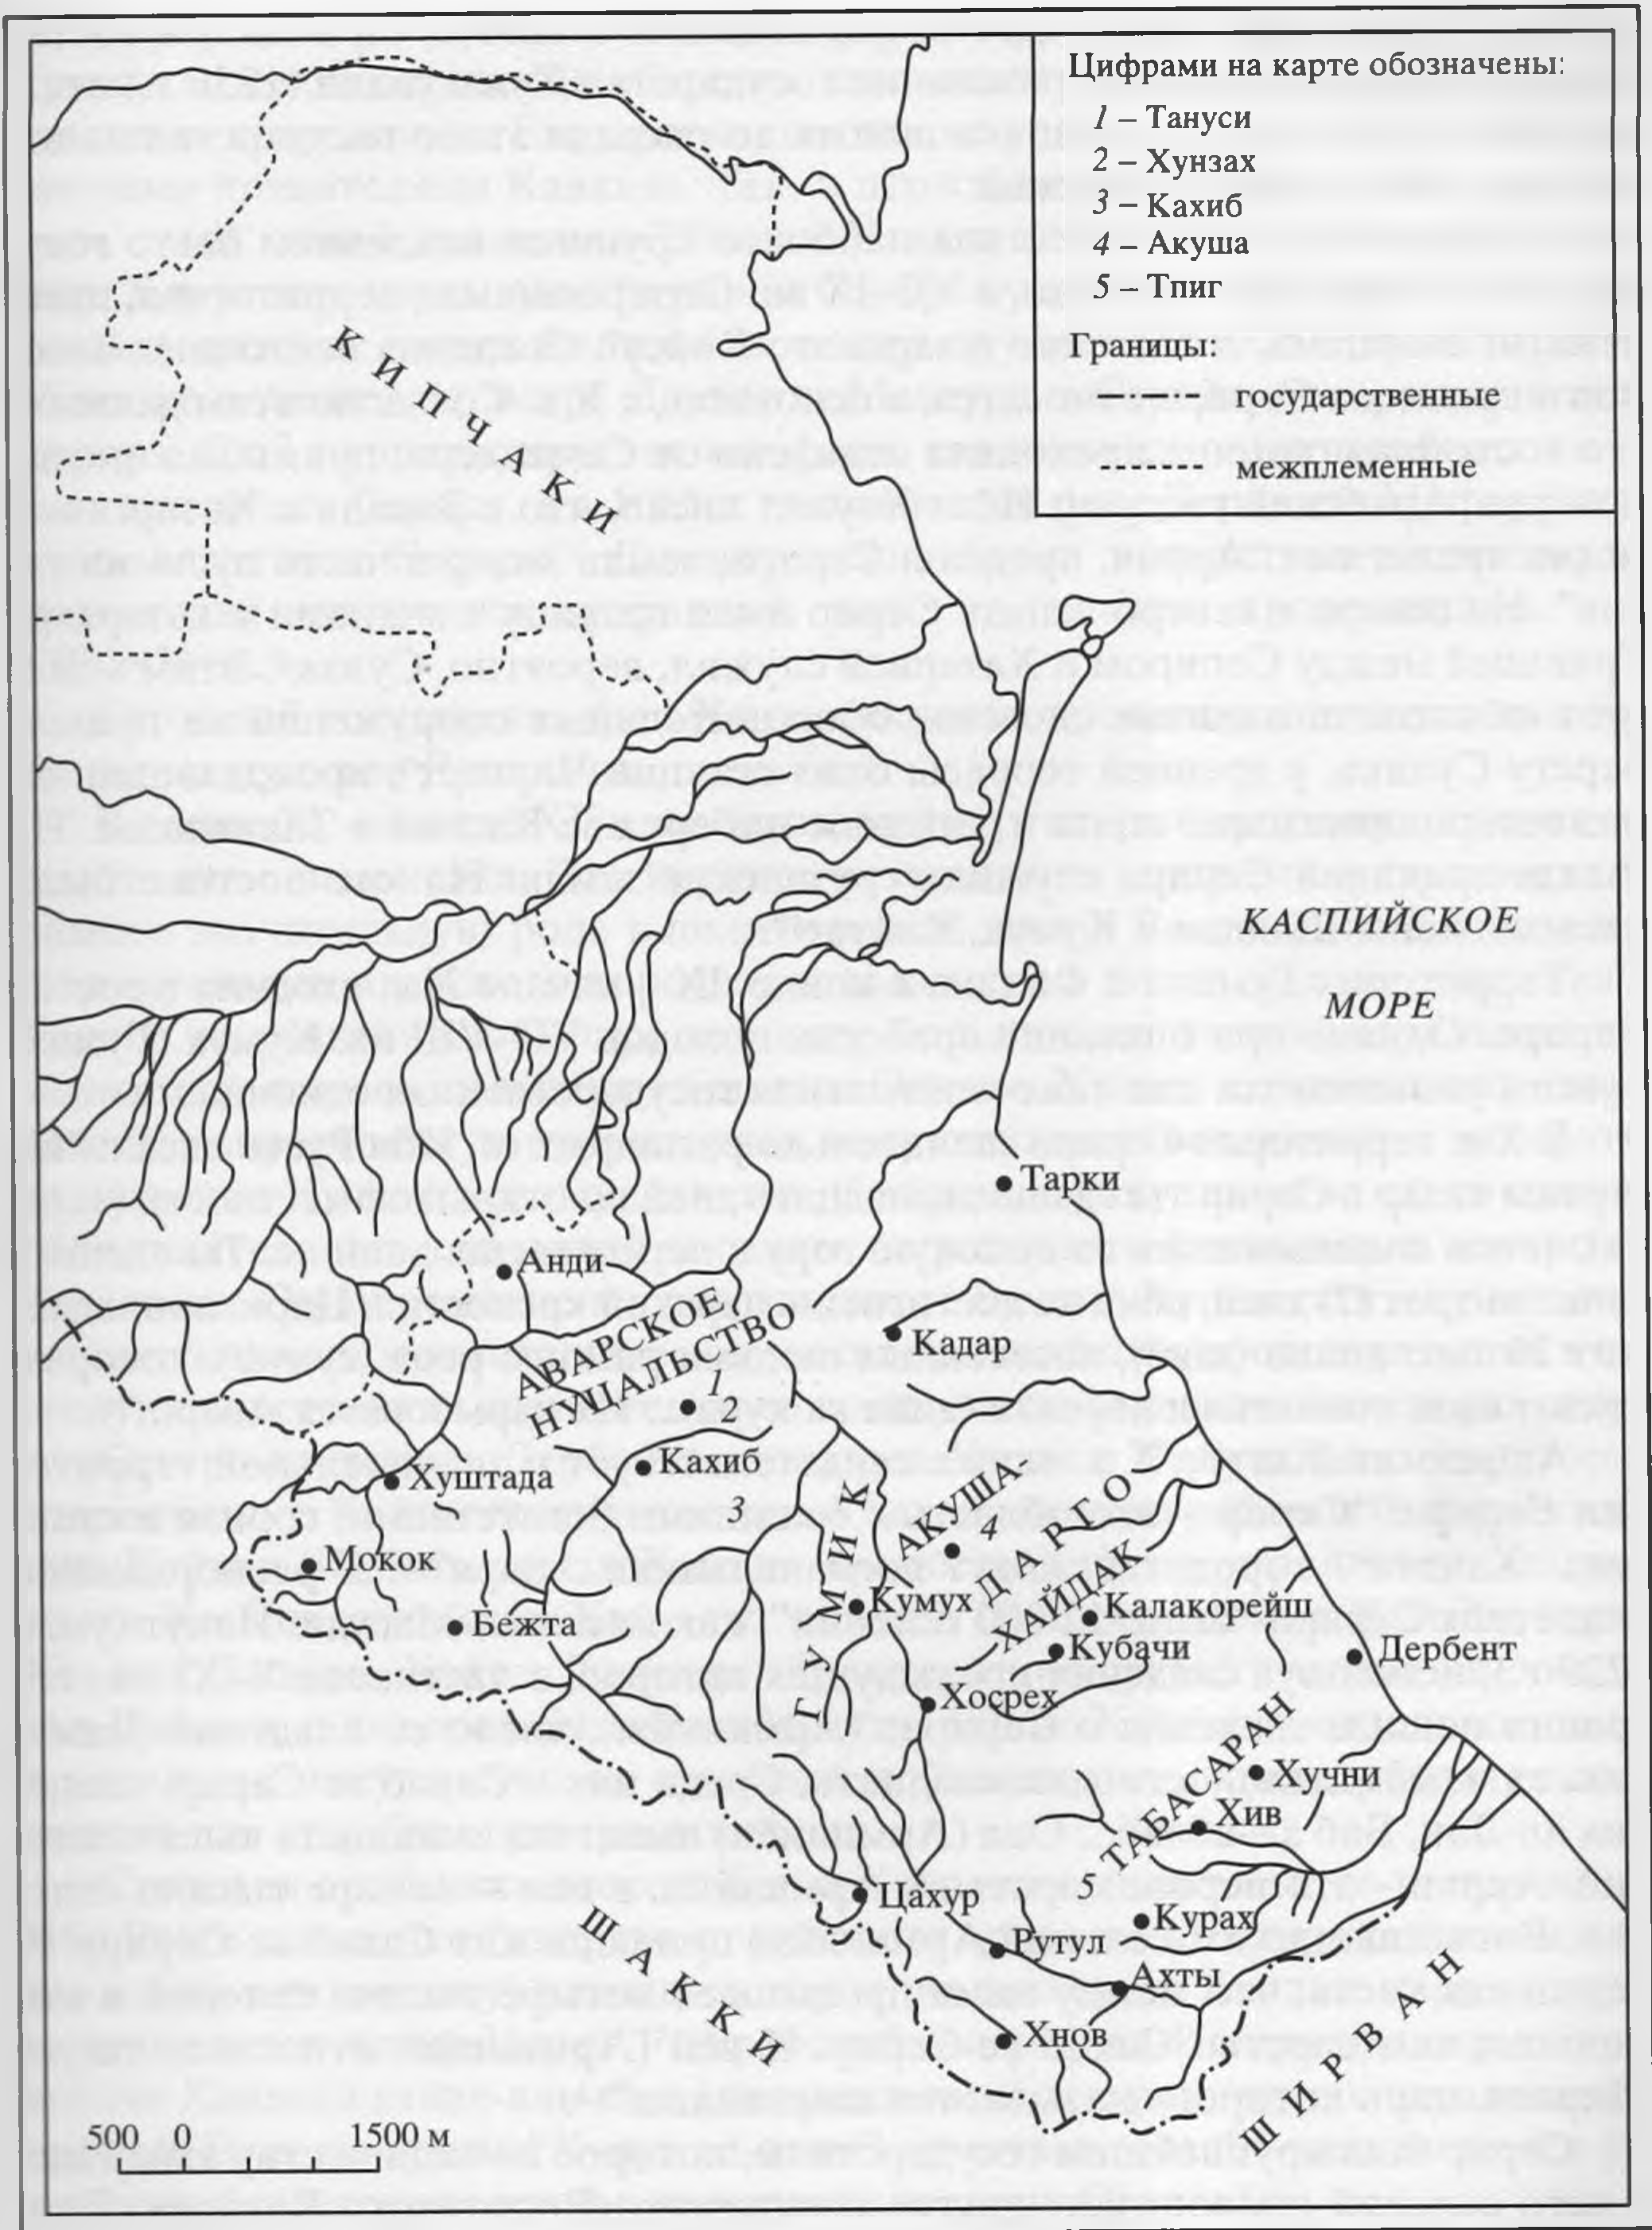 Цифрами на карте обозначены:
1 – Тануси
2 – Хунзах
3 – Кахиб
4 – Акуша
5 – Тпиг
Границы:
государственные
межплеменные
КИПЧАКИ
КАСПИЙСКОЕ
МОРЕ
Тарки
Анди
АВАРСКОЕ
НУЦАЛЬСТВО
Кадар
1
2
Кахиб
3
Хуштада
АКУША-
ДАРГО
4
ГУМИК
Мокок
ХАЙДАК
Кумух
Калакорейш
Бежта
Кубачи
Дербент
Хосрех
ТАБАСАРАН
Хучни
Хив
5
Цахур
Курах
Рутул
ШАККИ
Ахты
ШИРВАН
Хнов
500 0 1500 м